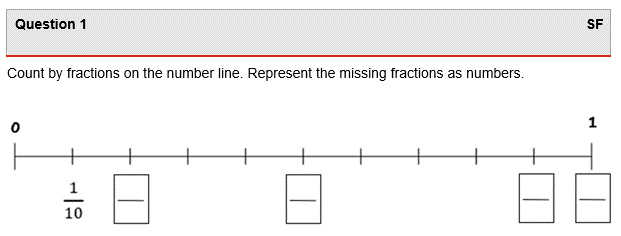 Question 1 SF
Count by fractions on the number line. Represent the missing fractions as numbers.
0 1
1
10